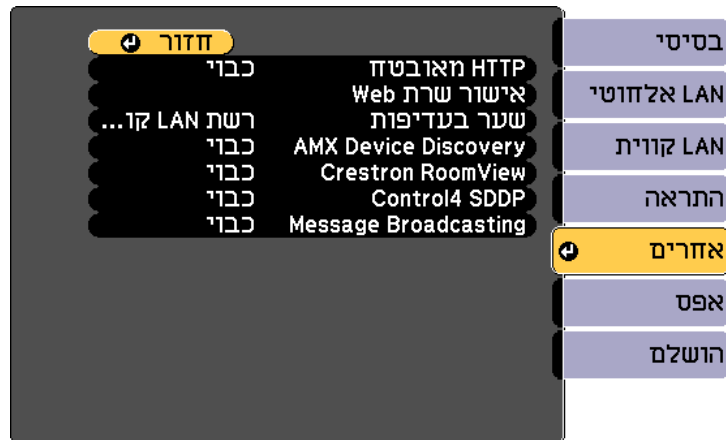 חזור
HTTP מאובטח כבוי
אישור שרת Web
שער בעדיפות רשת LAN קו...
AMX Device Discovery כבוי
Crestron RoomView כבוי
Control4 SDDP כבוי
Message Broadcasting כבוי
בסיסי
LAN אלחוטי
LAN קווית
התראה
אחרים
אפס
הושלם